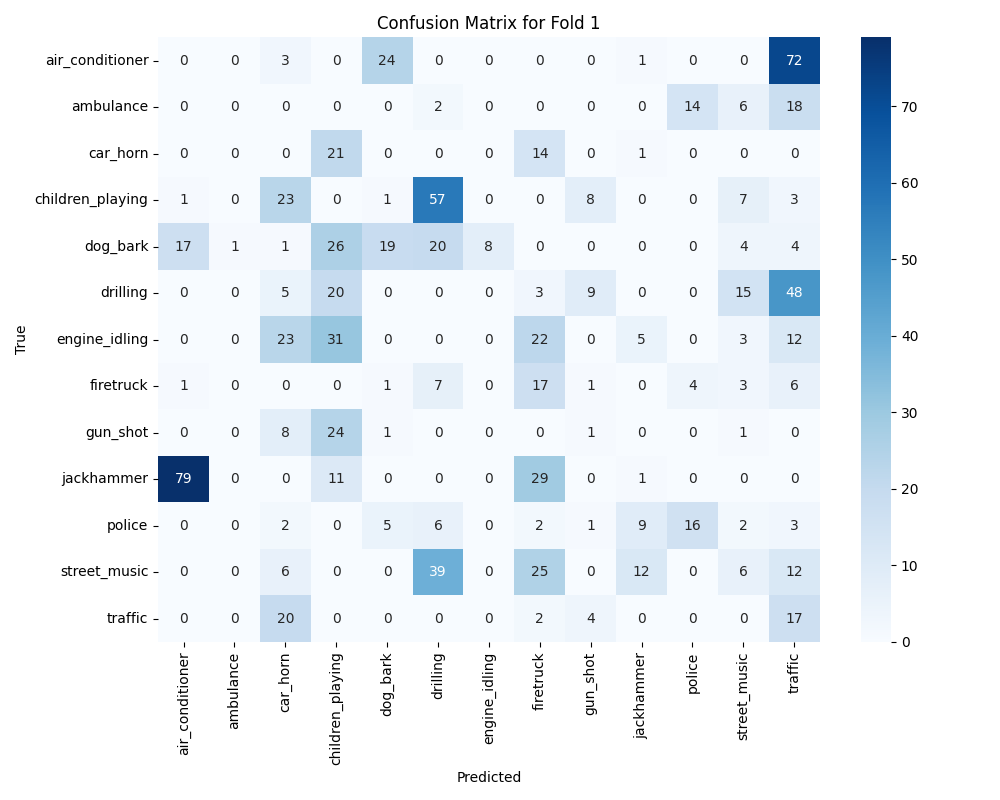 Confusion Matrix for Fold 1
air_conditioner 0 0 3 24 0 0 0 0 0 1 0 0 72
ambulance 0 0 0 0 0 2 0 0 0 0 14 6 18
car_horn 0 0 0 21 0 0 0 14 0 1 0 0 0
children_playing 1 0 23 0 1 57 0 0 8 0 0 7 3
dog_bark 17 1 1 26 19 20 8 0 0 0 0 4 4
drilling 0 0 5 20 0 0 0 3 9 0 0 15 48
engine_idling 0 0 23 31 0 0 0 22 0 5 0 3 12
firetruck 1 0 0 0 1 7 0 17 1 0 4 3 6
gun_shot 0 0 8 24 1 0 0 0 1 0 0 1 0
jackhammer 79 0 0 11 0 0 0 29 0 1 0 0 0
police 0 0 2 0 5 6 0 2 1 9 16 2 3
street_music 0 0 6 0 0 39 0 25 0 12 0 6 12
traffic 0 0 20 0 0 0 0 2 4 0 0 0 17
air_conditioner
ambulance
car_horn
children_playing
dog_bark
drilling
engine_idling
firetruck
gun_shot
jackhammer
police
street_music
traffic
Predicted
True
70
60
50
40
30
20
10
0